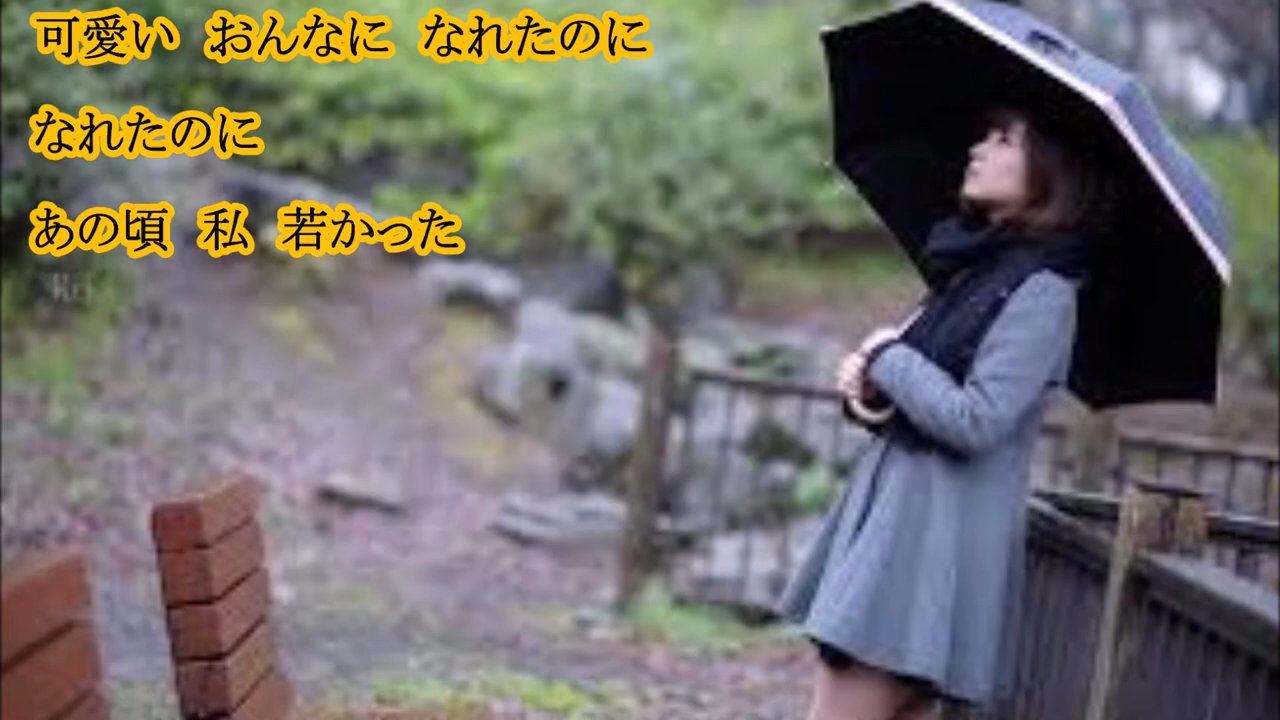 可愛い おんなに なれたのに
なれたのに
あの頃 私 若かった